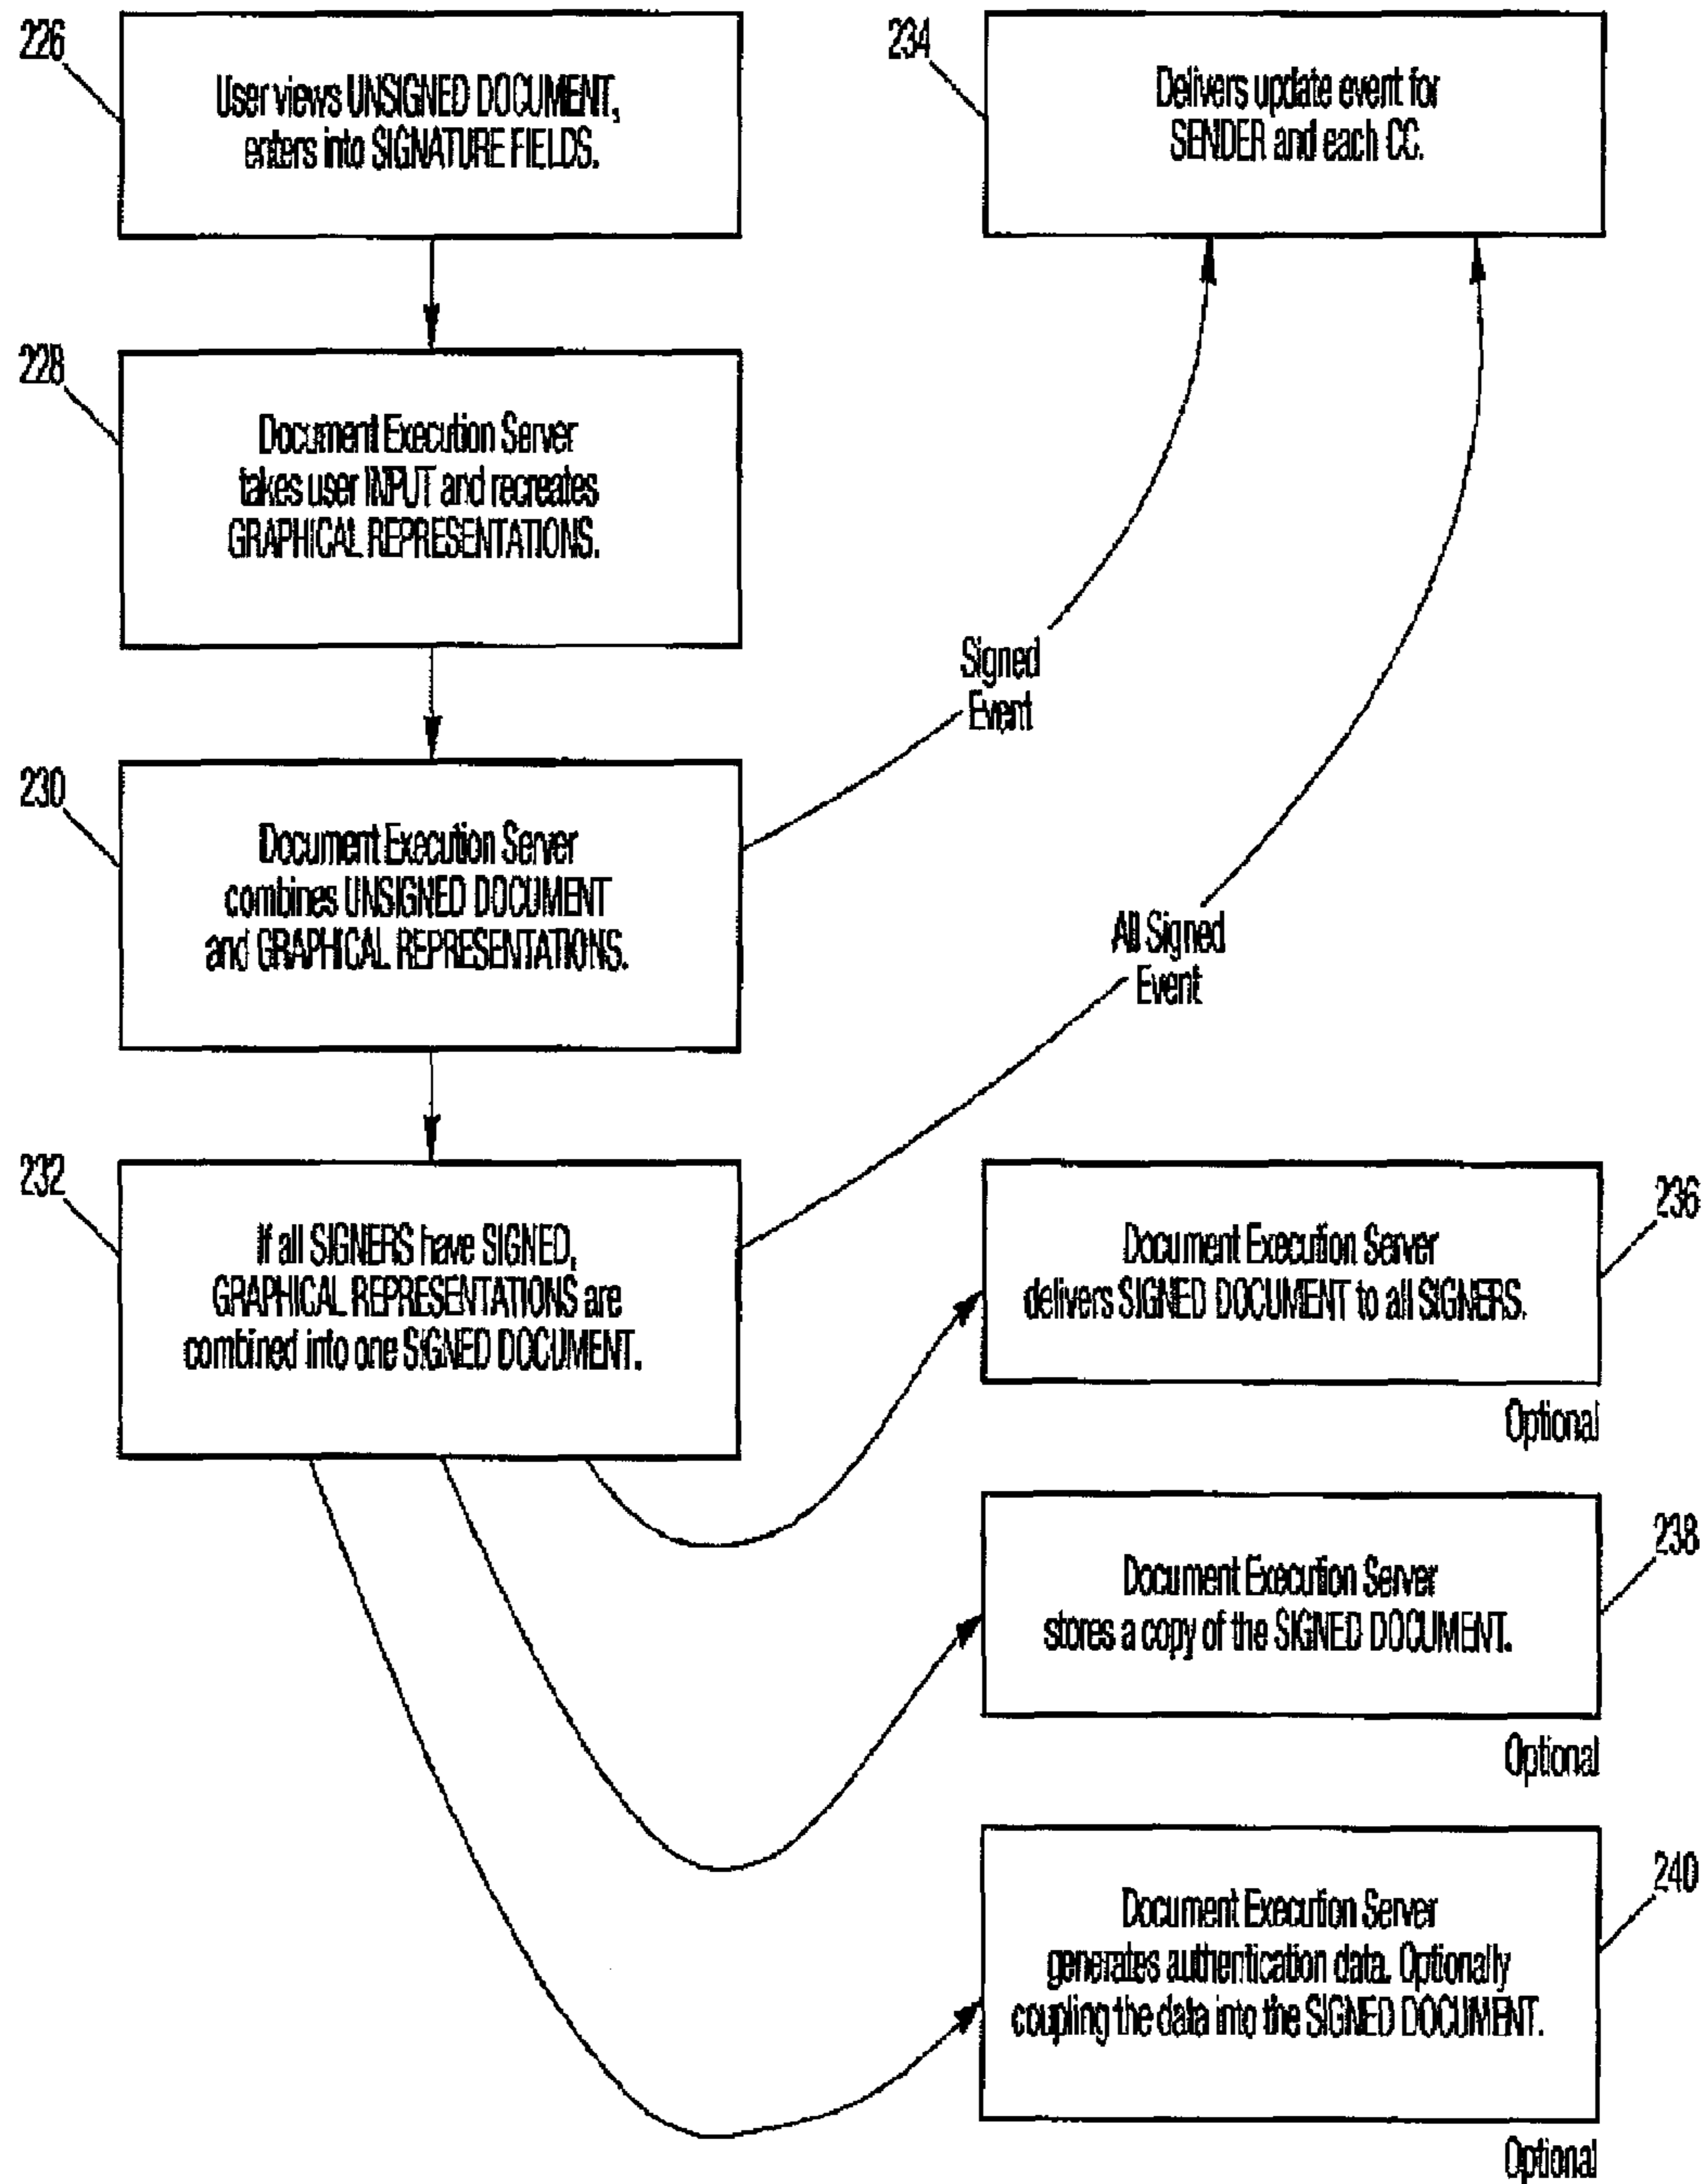 226
User views UNSIGNED DOCUMENT,
enters into SIGNATURE FIELDS.
234
Delivers update event for
SENDER and each CC.
228
Document Execution Server
takes user INPUT and recreates
GRAPHICAL REPRESENTATIONS.
Signed
Event
230
Document Execution Server
combines UNSIGNED DOCUMENT
and GRAPHICAL REPRESENTATIONS.
All Signed
Event
232
If all SIGNERS have SIGNED,
GRAPHICAL REPRESENTATIONS are
combined into one SIGNED DOCUMENT.
236
Document Execution Server
delivers SIGNED DOCUMENT to all SIGNERS.
Optional
238
Document Execution Server
stores a copy of the SIGNED DOCUMENT.
Optional
240
Document Execution Server
generates authentication data. Optionally
coupling the data into the SIGNED DOCUMENT.
Optional